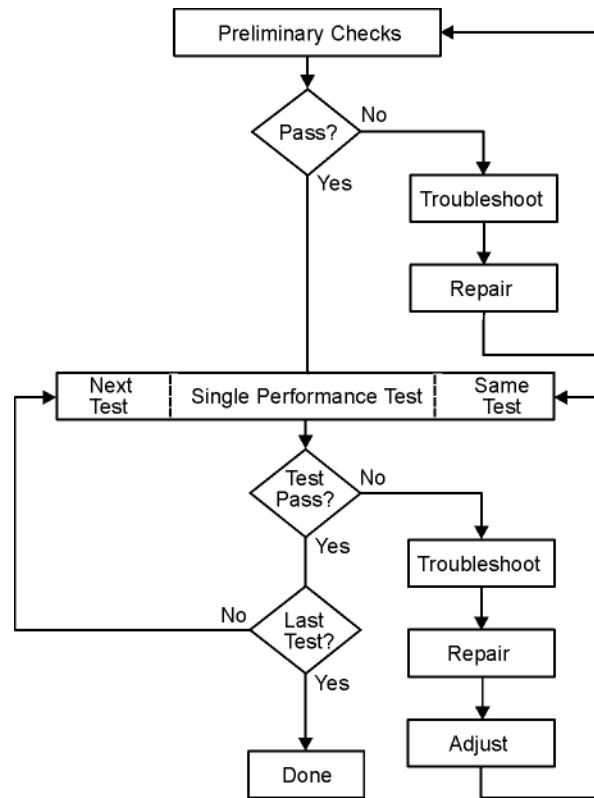 Preliminary Checks
Pass?
No
Yes
Troubleshoot
Repair
Next
Test
Single Performance Test
Same
Test
Test
Pass?
No
Yes
Troubleshoot
Last
Test?
No
Yes
Repair
Adjust
Done